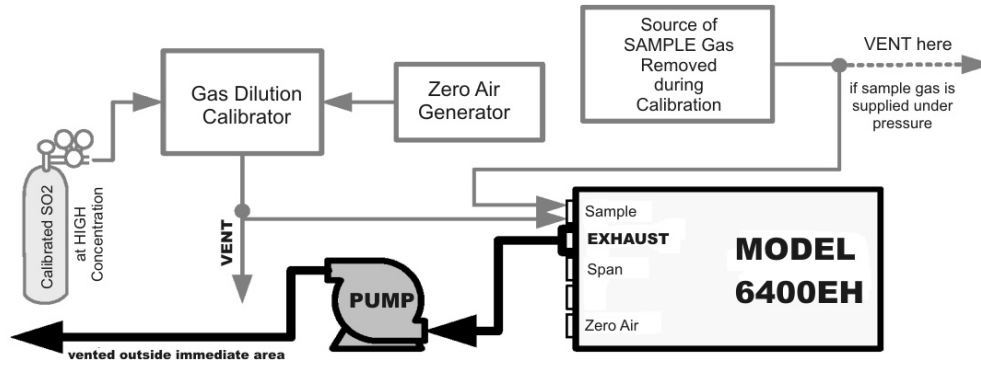 Source of
SAMPLE Gas
Removed
during
Calibration
VENT here
if sample gas is
supplied under
pressure
Gas Dilution
Calibrator
Zero Air
Generator
Calibrated SO2
at HIGH
Concentration
VENT
Sample
EXHAUST
Span
Zero Air
MODEL
6400EH
PUMP
vented outside immediate area